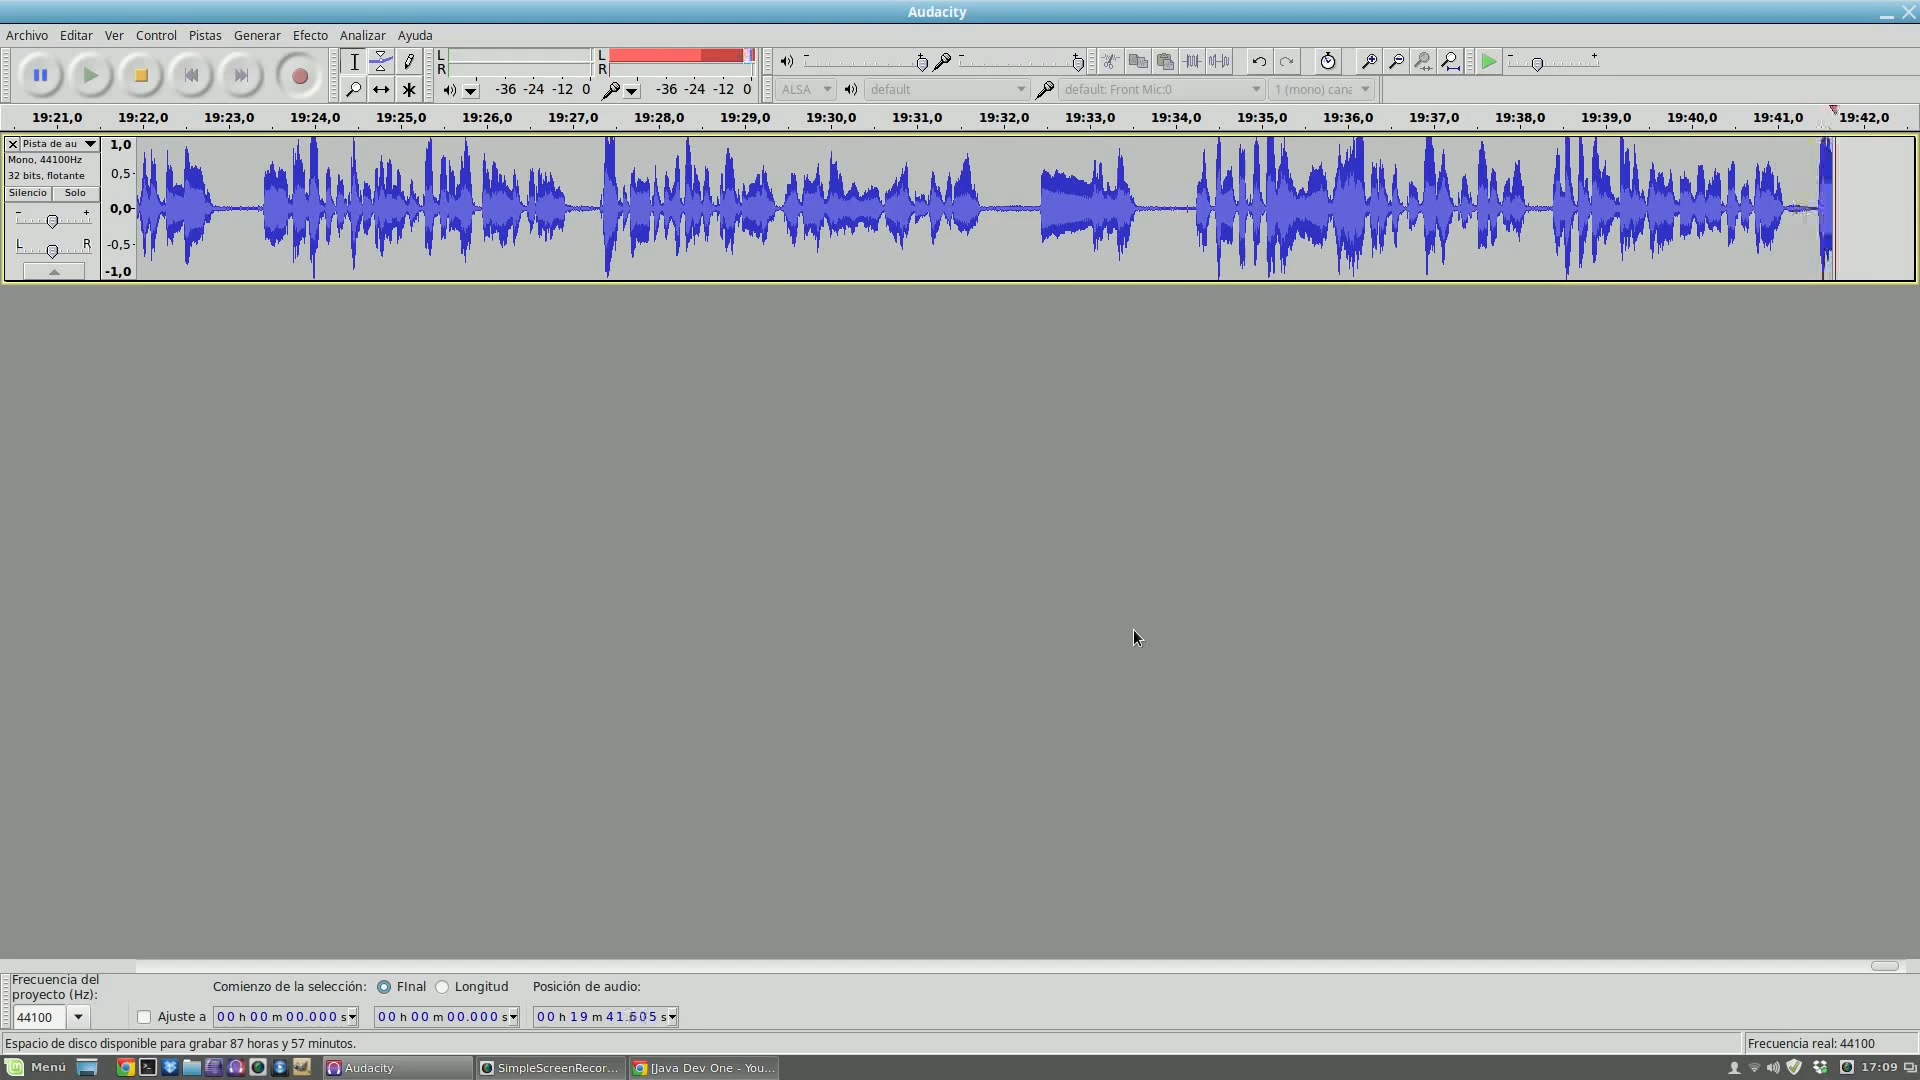 Audacity
Archivo Editar Ver Control Pistas Generar Efecto Analizar Ayuda
L
R
L
R
-36 -24 -12 0
-36 -24 -12 0
ALSA
default
default: Front Mic:0
1 (mono) cana
19:21,0 19:22,0 19:23,0 19:24,0 19:25,0 19:26,0 19:27,0 19:28,0 19:29,0 19:30,0 19:31,0 19:32,0 19:33,0 19:34,0 19:35,0 19:36,0 19:37,0 19:38,0 19:39,0 19:40,0 19:41,0 19:42,0
Pista de au
Mono, 44100Hz
32 bits, flotante
Silencio Solo
- +
L R
1,0
0,5-
0,0-
-0,5-
-1,0
Frecuencia del
proyecto (Hz):
44100
Comienzo de la selección: FInal Longitud Posición de audio:
Ajuste a 00 h 00 m 00.000 s 00 h 00 m 00.000 s 00 h 19 m 41.605 s
Espacio de disco disponible para grabar 87 horas y 57 minutos.
Frecuencia real: 44100
Menú
Audacity
SimpleScreenRecor...
[Java Dev One - You...
17:09